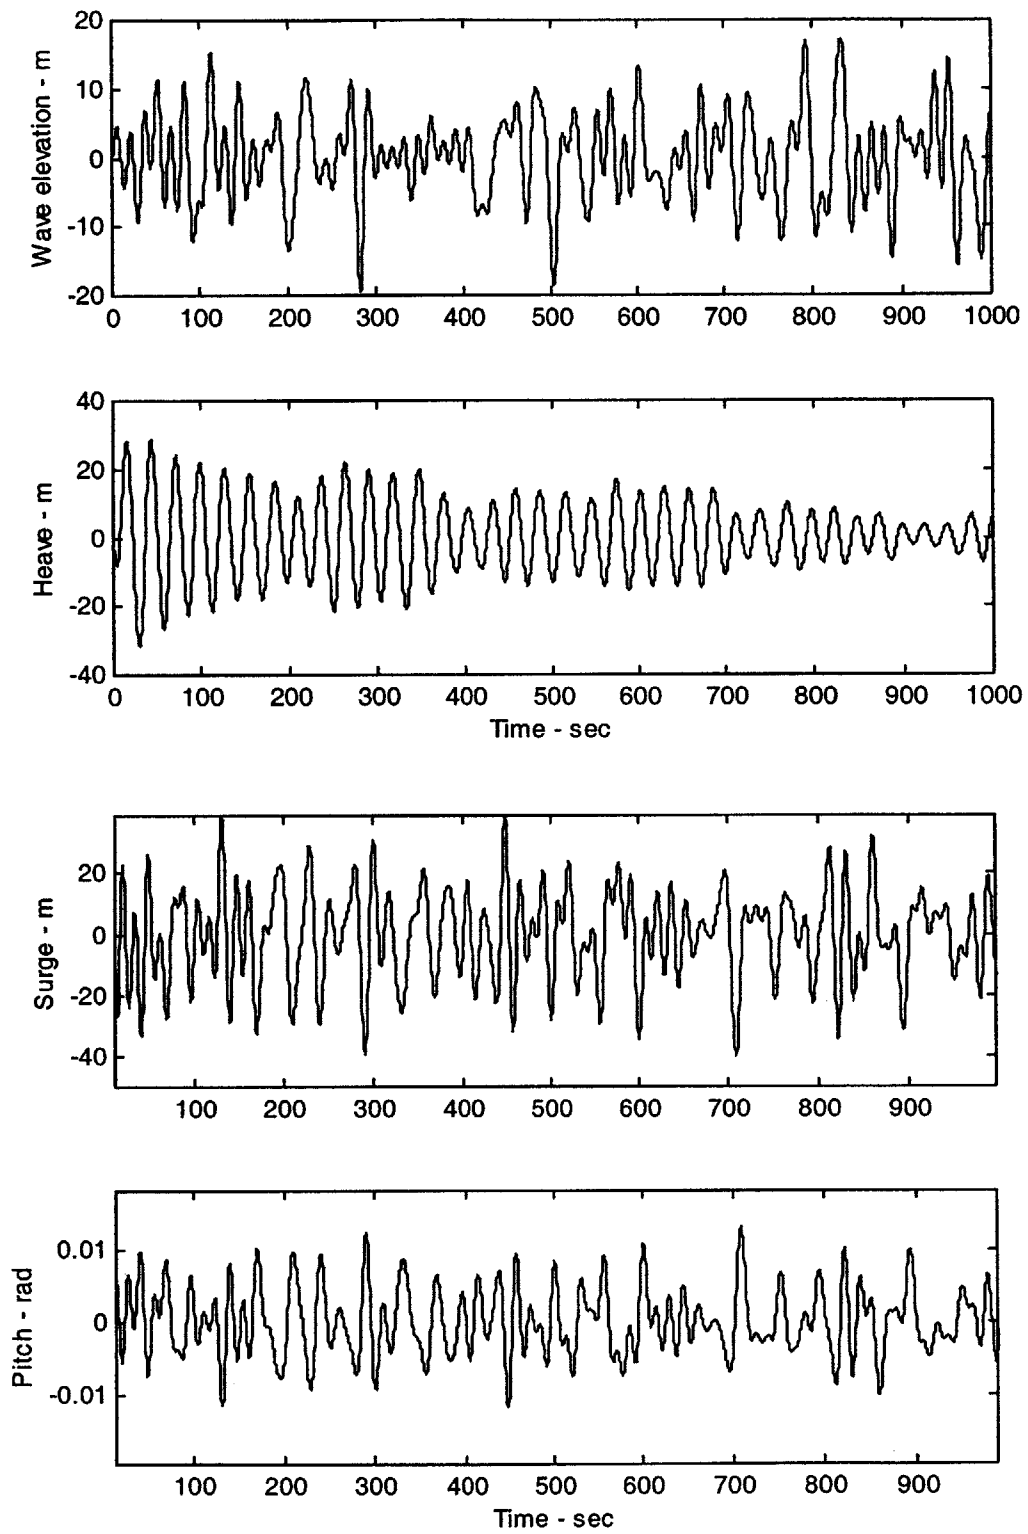 20
10
0
-10
-20
Wave elevation - m
0 100 200 300 400 500 600 700 800 900 1000
40
20
0
-20
-40
Heave - m
0 100 200 300 400 500 600 700 800 900 1000
Time - sec
20
0
-20
-40
Surge - m
100 200 300 400 500 600 700 800 900
0.01
0
-0.01
Pitch - rad
100 200 300 400 500 600 700 800 900
Time - sec